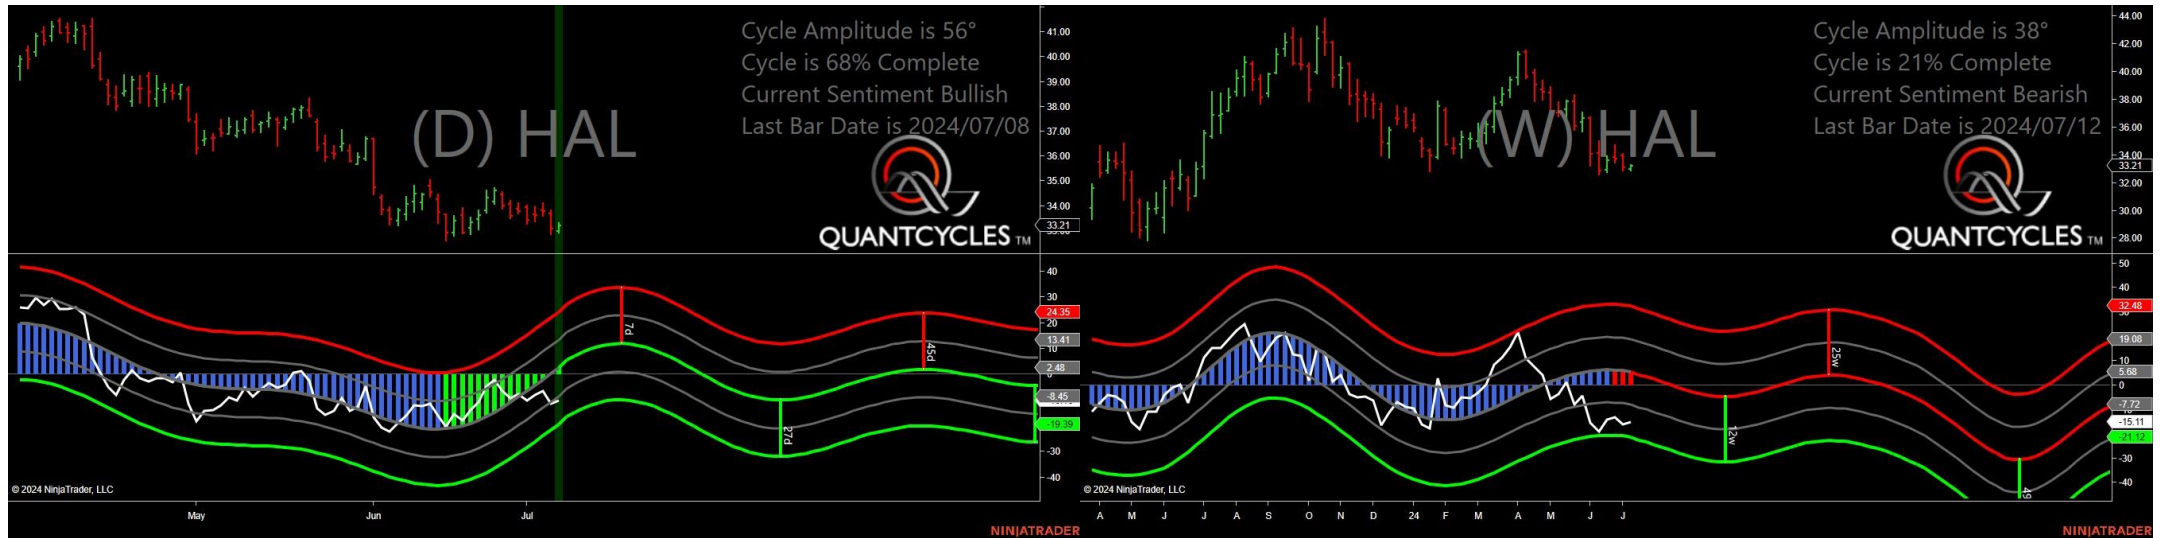 Cycle Amplitude is 56°
Cycle is 68% Complete
Current Sentiment Bullish
Last Bar Date is 2024/07/08
(D) HAL
QUANTCYCLES TM
41.00
40.00
39.00
38.00
37.00
36.00
35.00
34.00
33.21
40
30
24.35
20
13.41
10
2.48
-8.45
-19.39
-30
-40
7d
27d
45d
© 2024 NinjaTrader, LLC
May
Jun
Jul
NINJATRADER
Cycle Amplitude is 38°
Cycle is 21% Complete
Current Sentiment Bearish
Last Bar Date is 2024/07/12
(W) HAL
QUANTCYCLES TM
44.00
42.00
40.00
38.00
36.00
34.00
33.21
32.00
30.00
28.00
50
40
32.48
19.08
10
5.68
0
-7.72
-15.11
-21.12
-30
-40
12w
25w
49
© 2024 NinjaTrader, LLC
A M J J A S O N D 24 F M A M J J
NINJATRADER